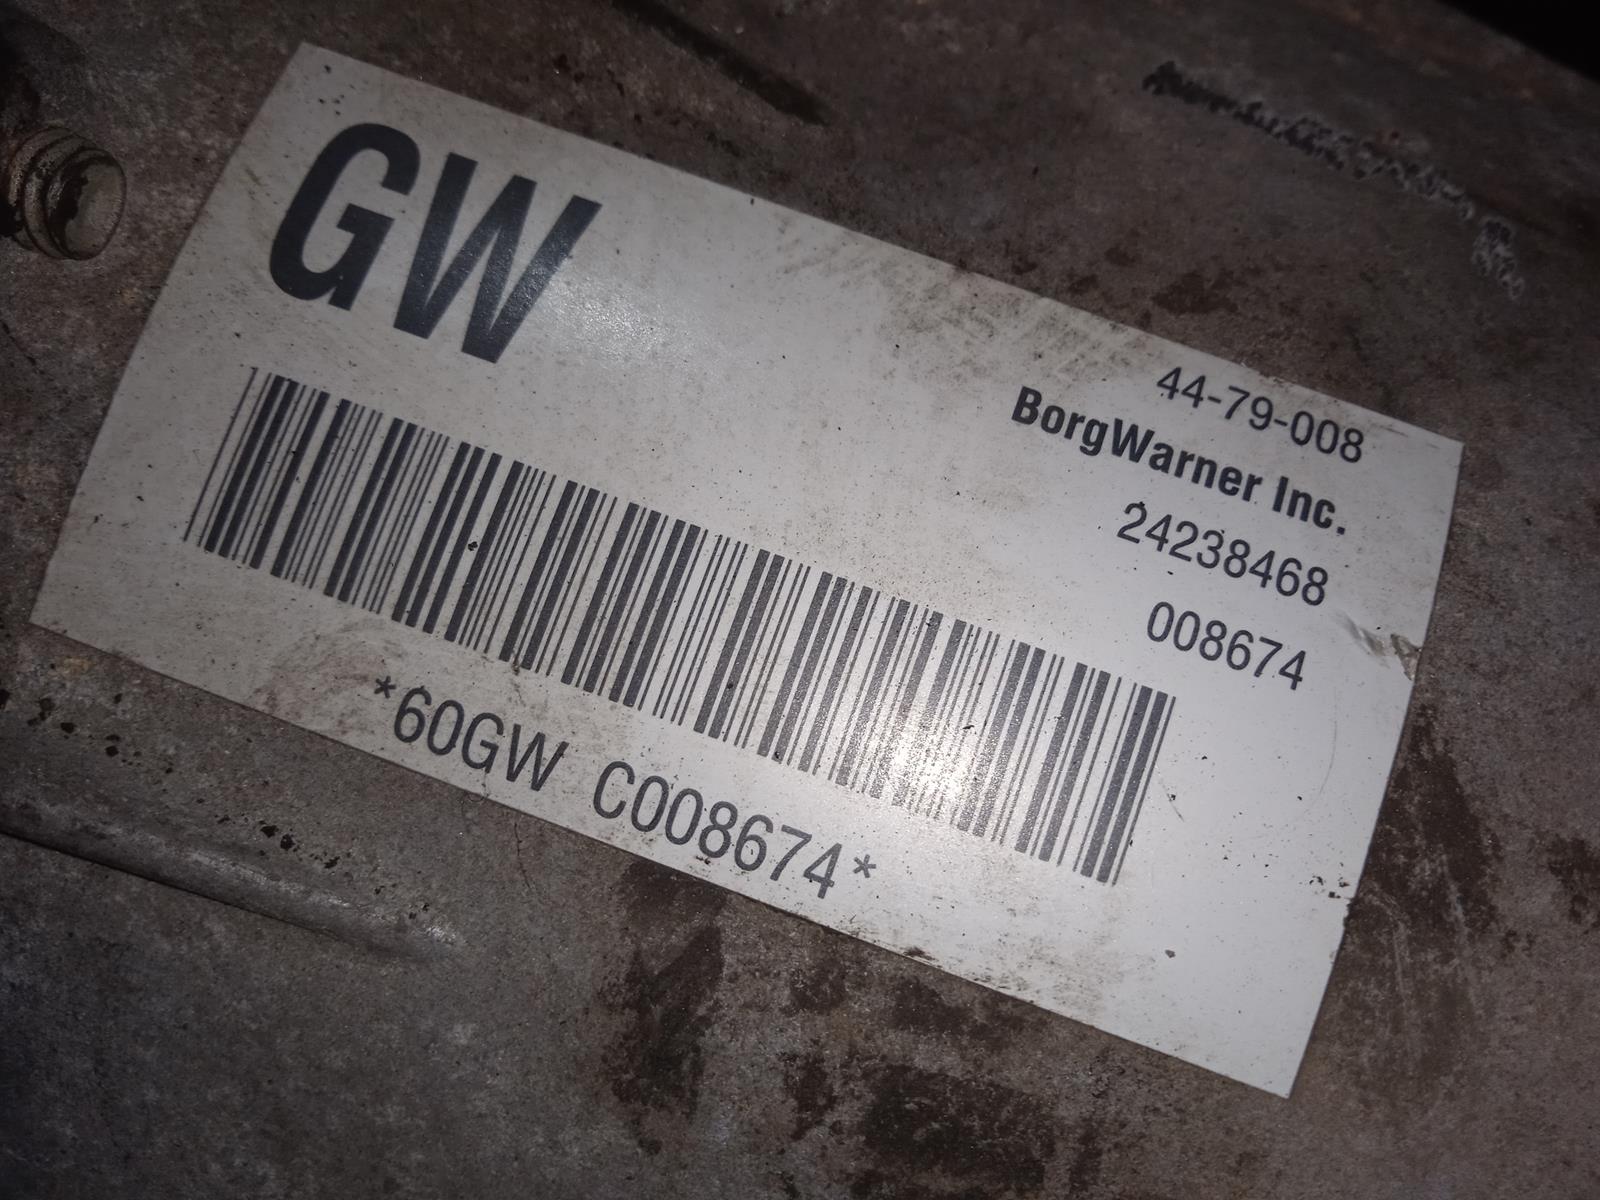 GW
44-79-008
BorgWarner Inc.
24238468
008674
*60GW C008674*